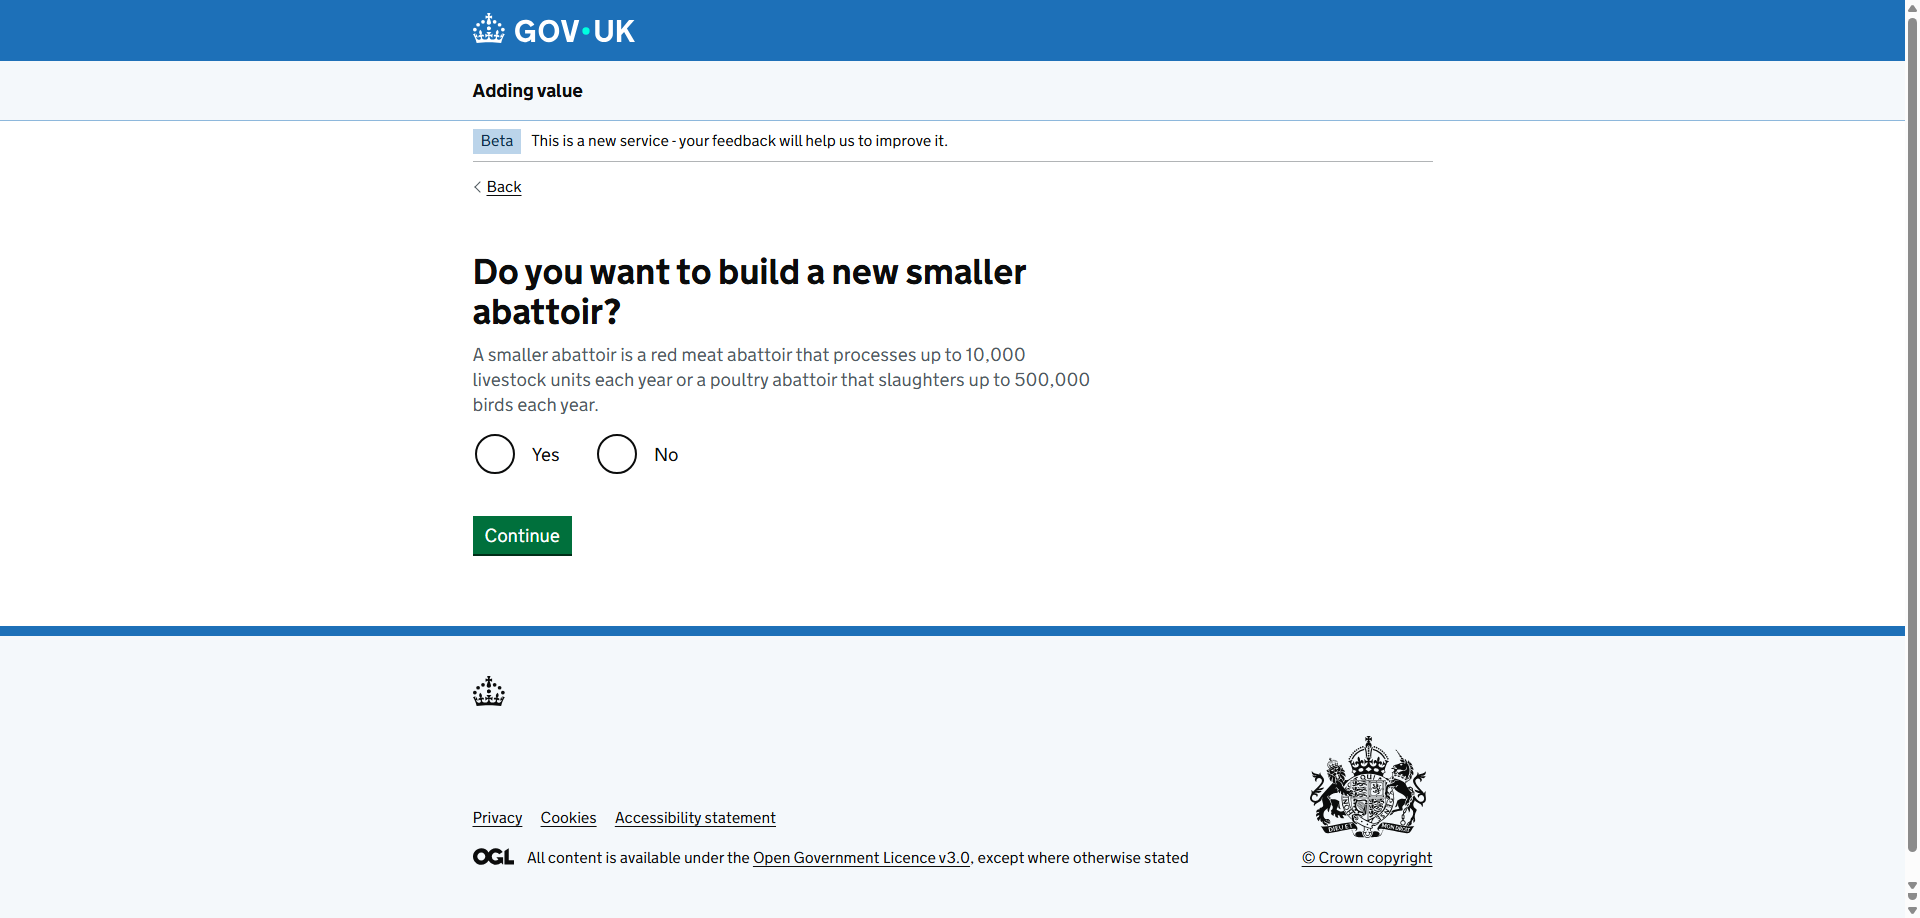 GOV·UK
Adding value
Beta This is a new service - your feedback will help us to improve it.
Back
Do you want to build a new smaller
abattoir?
A smaller abattoir is a red meat abattoir that processes up to 10,000
livestock units each year or a poultry abattoir that slaughters up to 500,000
birds each year.
Yes No
Continue
Privacy Cookies Accessibility statement
OGL All content is available under the Open Government Licence v3.0, except where otherwise stated
© Crown copyright